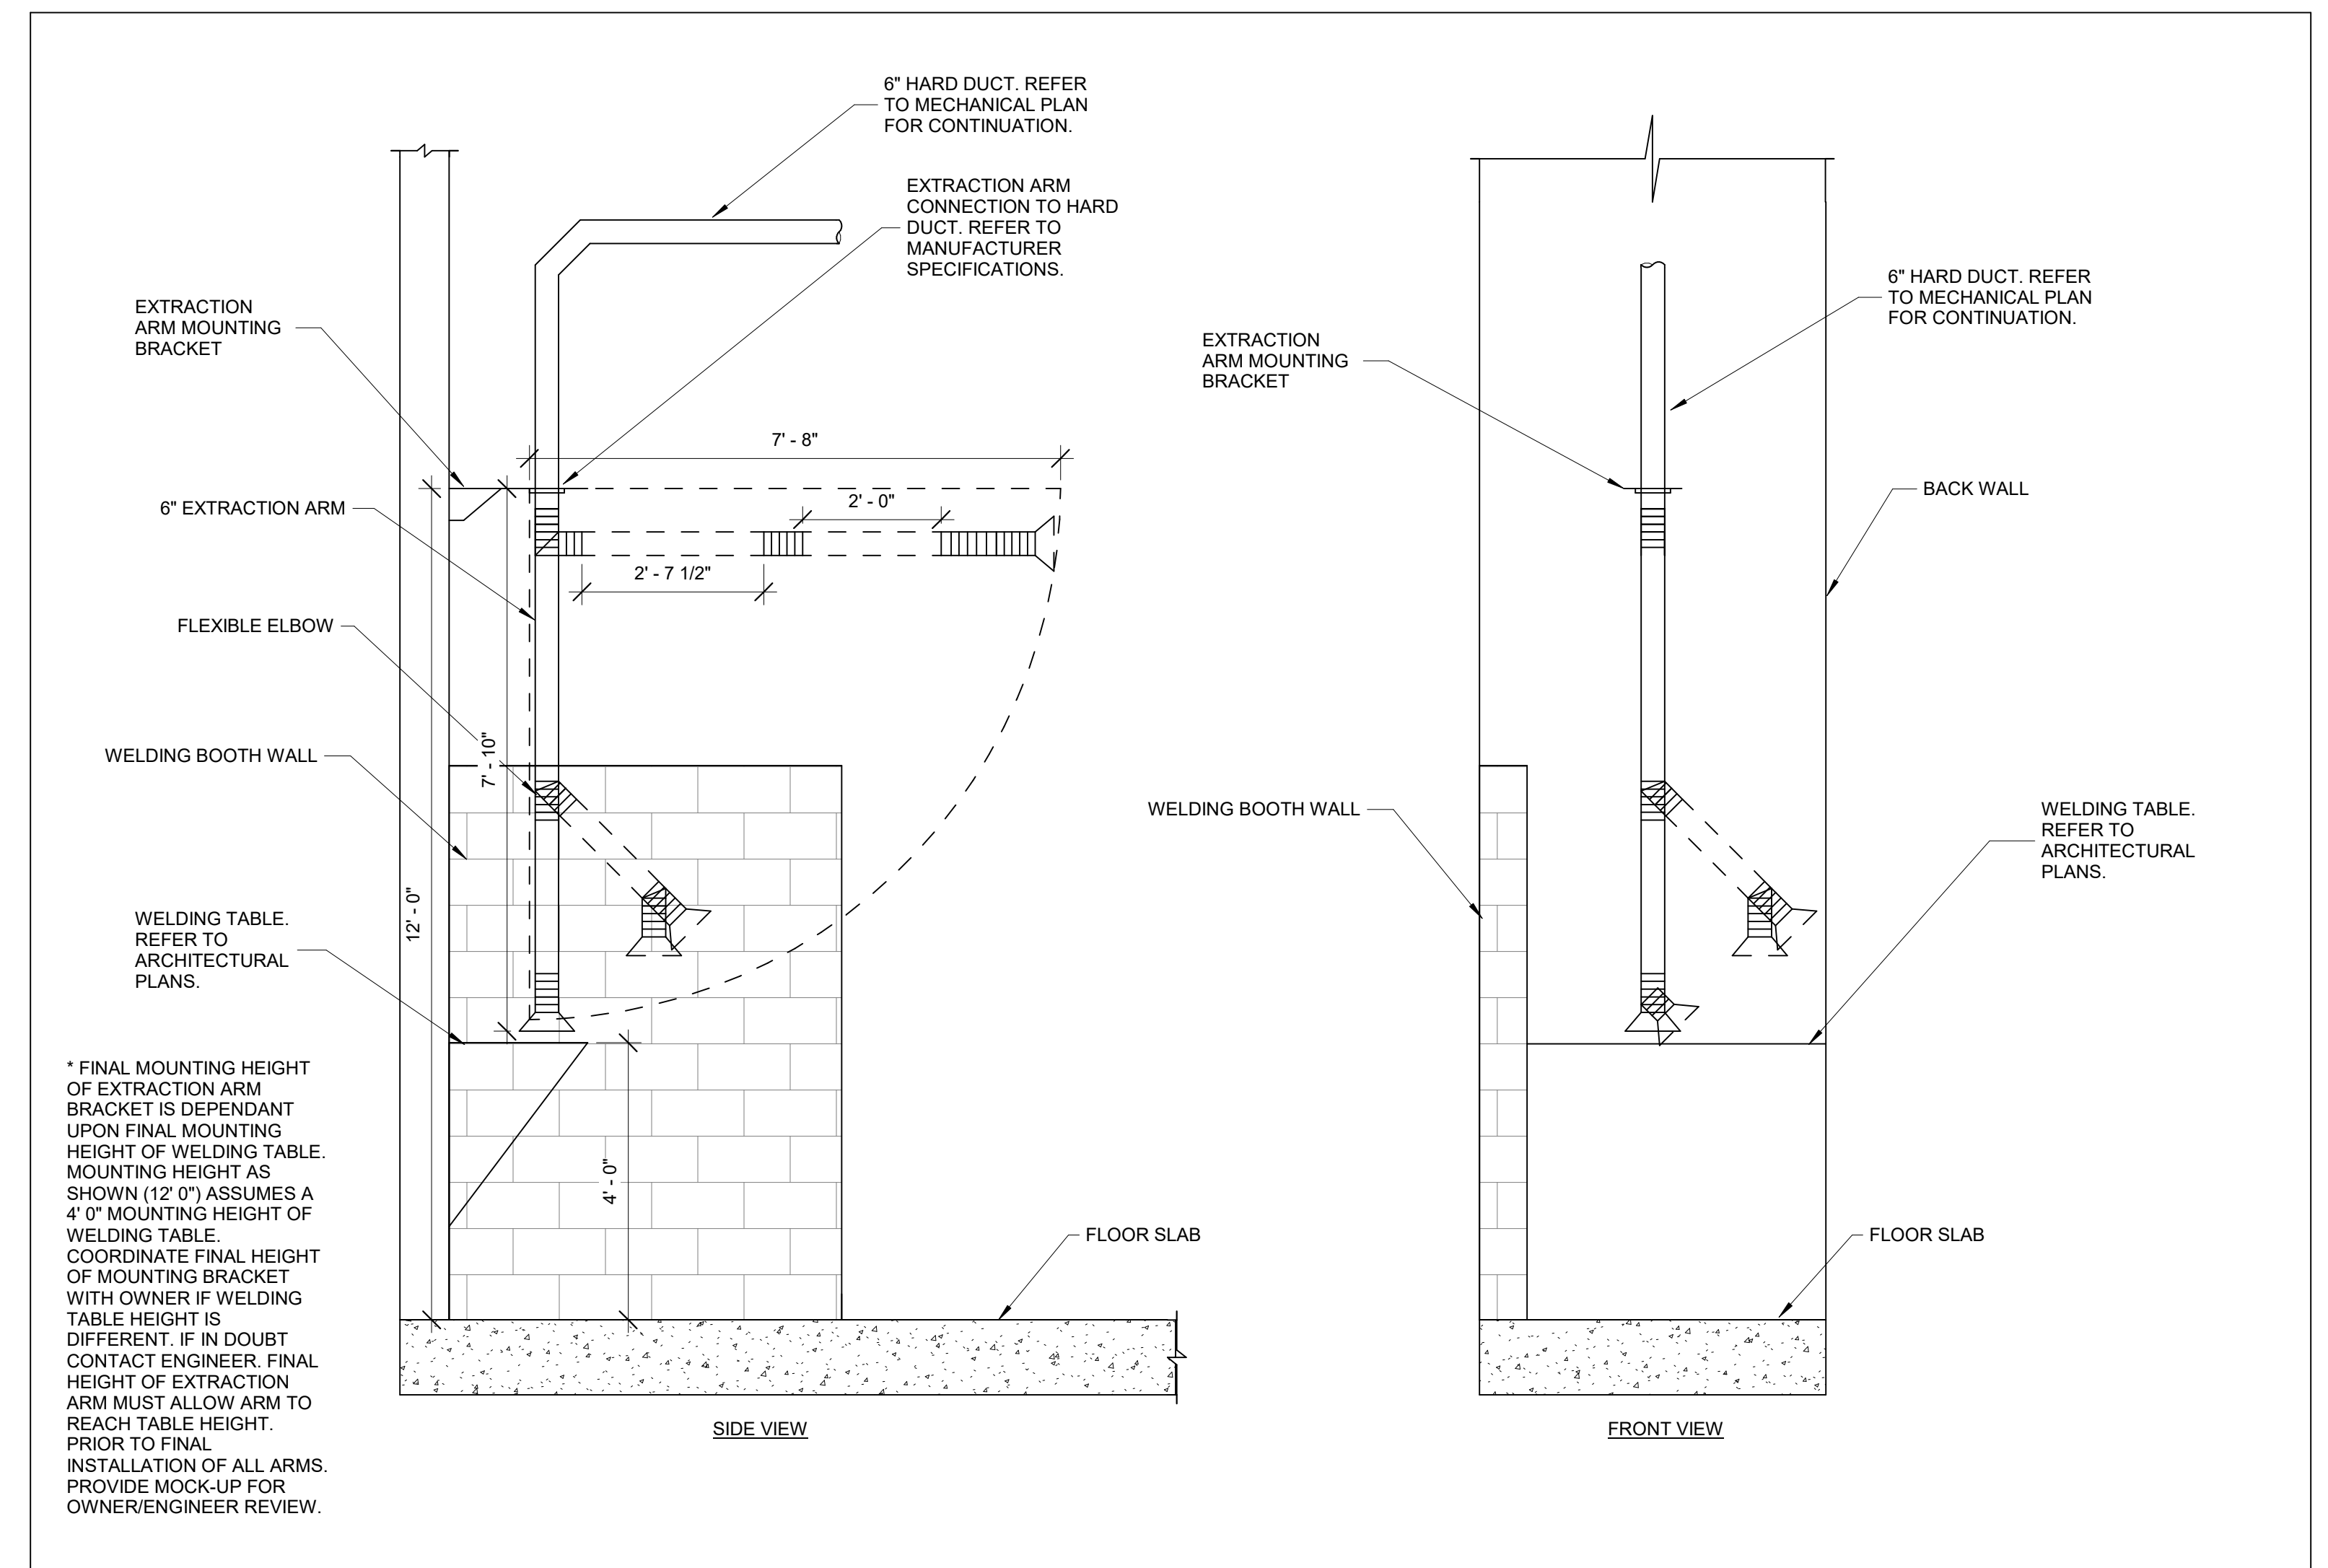 6" HARD DUCT. REFER
TO MECHANICAL PLAN
FOR CONTINUATION.
EXTRACTION ARM
CONNECTION TO HARD
DUCT. REFER TO
MANUFACTURER
SPECIFICATIONS.
EXTRACTION
ARM MOUNTING
BRACKET
7' - 8"
6" EXTRACTION ARM
2' - 0"
2' - 7 1/2"
FLEXIBLE ELBOW
7' - 10"
WELDING BOOTH WALL
12' - 0"
WELDING TABLE.
REFER TO
ARCHITECTURAL
PLANS.
4' - 0"
* FINAL MOUNTING HEIGHT
OF EXTRACTION ARM
BRACKET IS DEPENDANT
UPON FINAL MOUNTING
HEIGHT OF WELDING TABLE.
MOUNTING HEIGHT AS
SHOWN (12' 0") ASSUMES A
4' 0" MOUNTING HEIGHT OF
WELDING TABLE.
COORDINATE FINAL HEIGHT
OF MOUNTING BRACKET
WITH OWNER IF WELDING
TABLE HEIGHT IS
DIFFERENT. IF IN DOUBT
CONTACT ENGINEER. FINAL
HEIGHT OF EXTRACTION
ARM MUST ALLOW ARM TO
REACH TABLE HEIGHT.
PRIOR TO FINAL
INSTALLATION OF ALL ARMS.
PROVIDE MOCK-UP FOR
OWNER/ENGINEER REVIEW.
FLOOR SLAB
SIDE VIEW
6" HARD DUCT. REFER
TO MECHANICAL PLAN
FOR CONTINUATION.
EXTRACTION
ARM MOUNTING
BRACKET
BACK WALL
WELDING BOOTH WALL
WELDING TABLE.
REFER TO
ARCHITECTURAL
PLANS.
FLOOR SLAB
FRONT VIEW